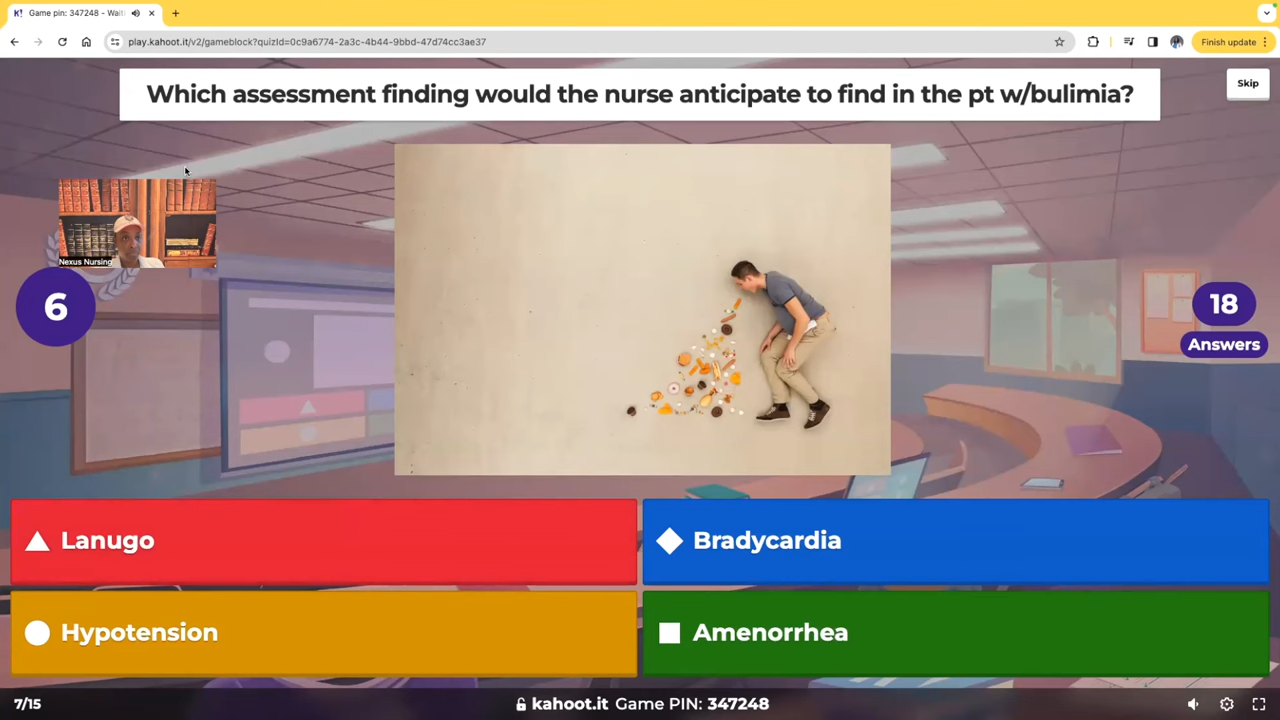 Game pin: 347248 - Wait
play.kahoot.it/v2/gameblock?quizId=0c9a6774-2a3c-4b44-9bbd-47d74cc3ae37
Finish update
Which assessment finding would the nurse anticipate to find in the pt w/bulimia?
Skip
Nexus Nursing
6
18
Answers
Lanugo
Bradycardia
Hypotension
Amenorrhea
7/15
kahoot.it Game PIN: 347248